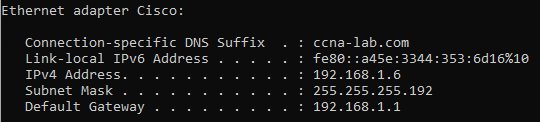 Ethernet adapter Cisco:
Connection-specific DNS Suffix  . : ccna-lab.com
Link-local IPv6 Address . . . . . : fe80::a45e:3344:353:6d16%10
IPv4 Address. . . . . . . . . . . : 192.168.1.6
Subnet Mask . . . . . . . . . . . : 255.255.255.192
Default Gateway . . . . . . . . . : 192.168.1.1